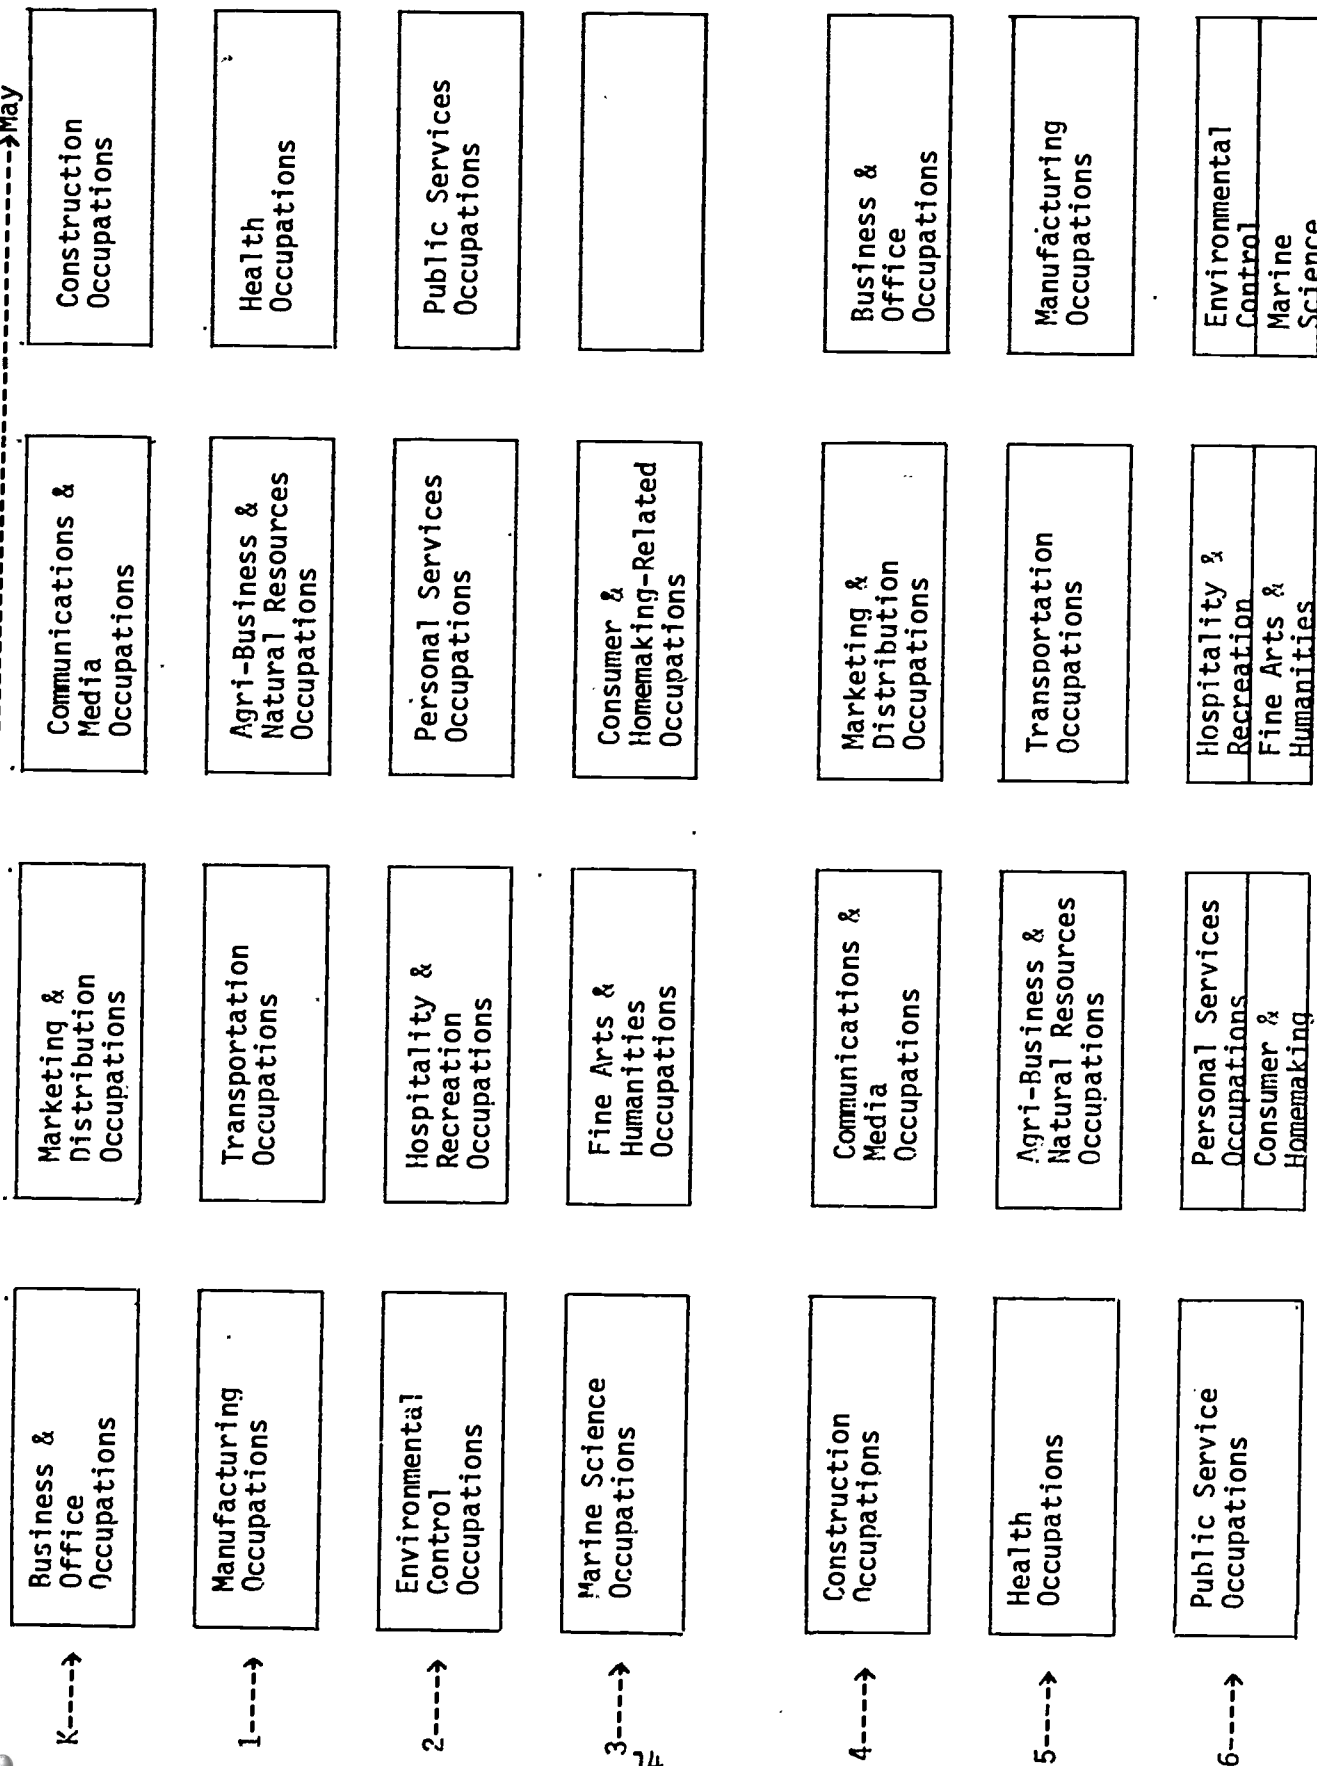 May
K---->
Business &
Office
Occupations
Marketing &
Distribution
Occupations
Communications &
Media
Occupations
Construction
Occupations
1---->
Manufacturing
Occupations
Transportation
Occupations
Agri-Business &
Natural Resources
Occupations
Health
Occupations
2---->
Environmental
Control
Occupations
Hospitality &
Recreation
Occupations
Personal Services
Occupations
Public Services
Occupations
3---->
Marine Science
Occupations
Fine Arts &
Humanities
Occupations
Consumer &
Homemaking-Related
Occupations
4---->
Construction
Occupations
Communications &
Media
Occupations
Marketing &
Distribution
Occupations
Business &
Office
Occupations
5---->
Health
Occupations
Agri-Business &
Natural Resources
Occupations
Transportation
Occupations
Manufacturing
Occupations
6---->
Public Service
Occupations
Personal Services
Occupations
Consumer &
Homemaking
Hospitality &
Recreation
Fine Arts &
Humanities
Environmental
Control
Marine
Science